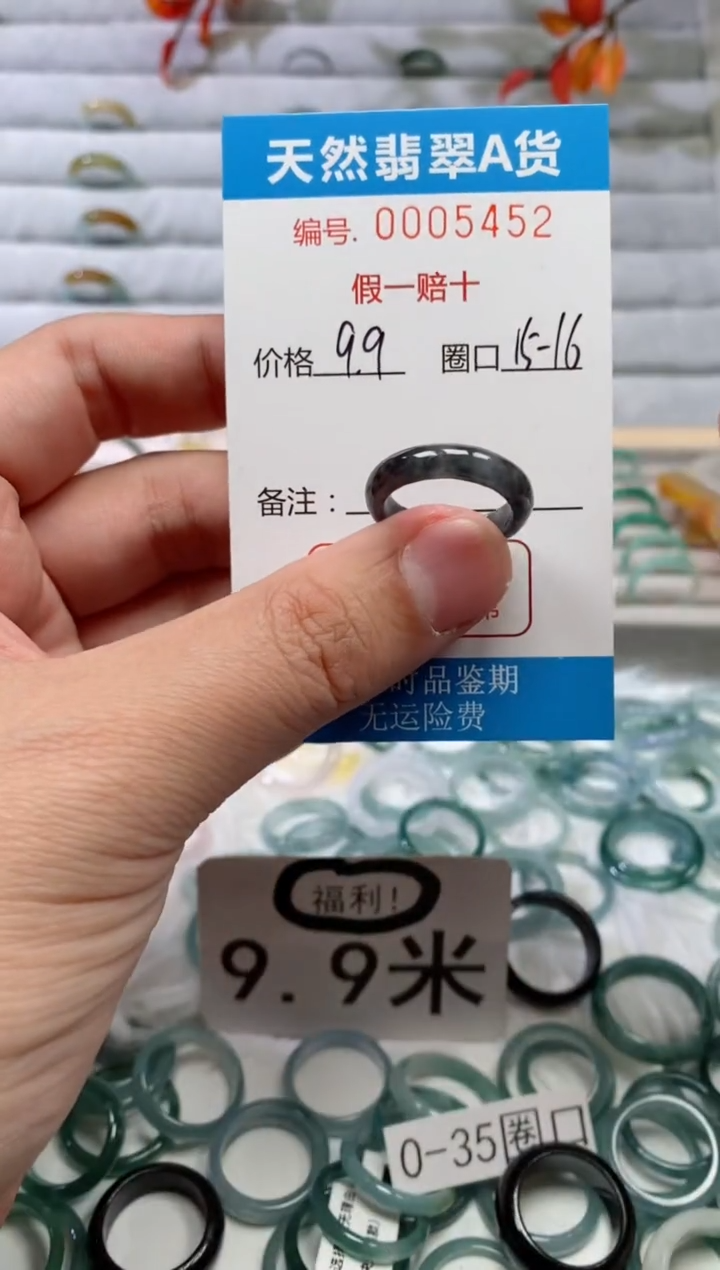 天然翡翠A货
编号. 0005452
假一赔十
价格 9.9 圈口 15-16
备注：
时品鉴期
无运险费
福利！
9.9米
0-35圈口